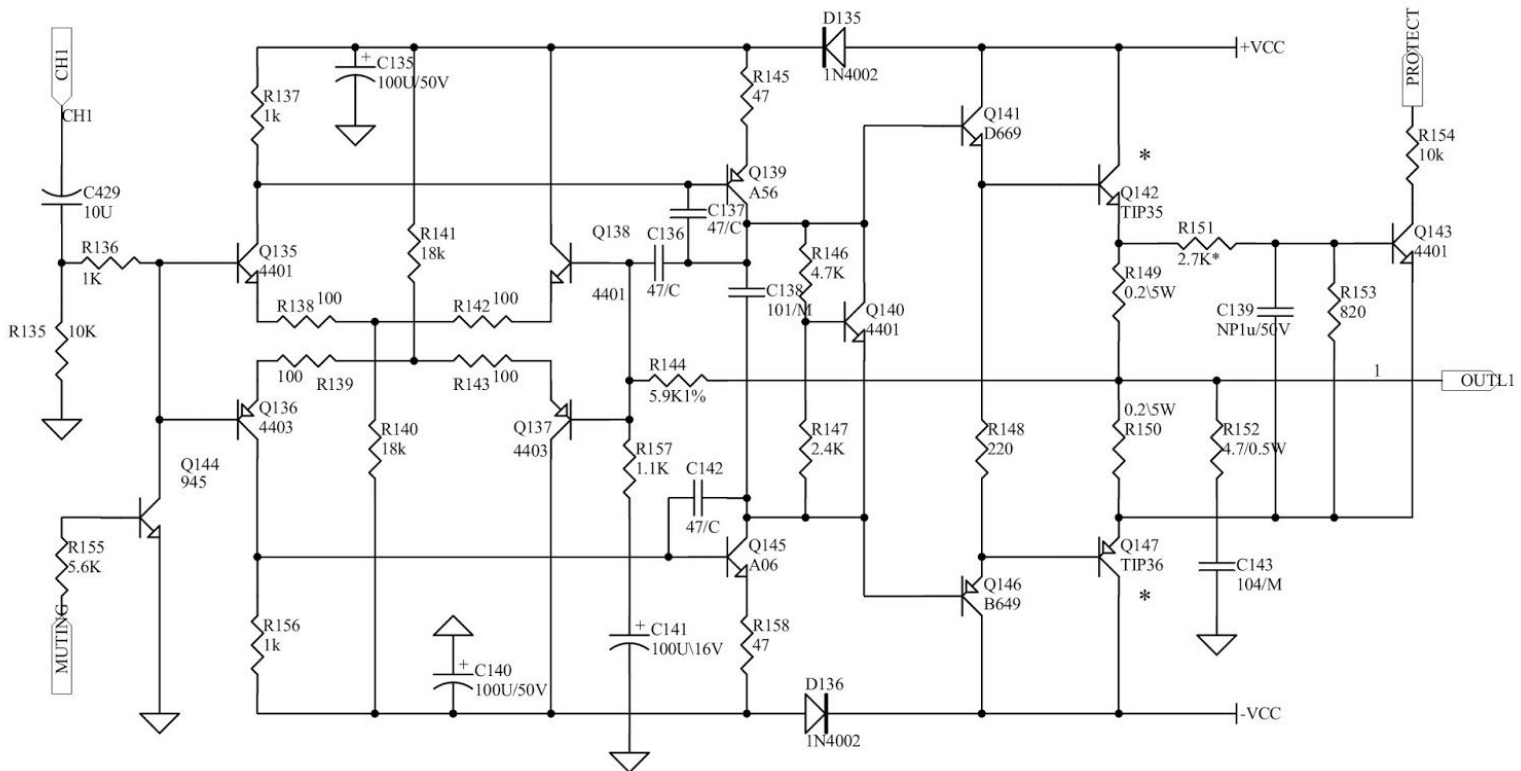 CH1
CH1
C429
10U
R136
1K
R135
10K
R155
5.6K
MUTING
Q144
945
R137
1k
C135
100U/50V
+
Q135
4401
R138
100
R142
100
R141
18k
Q138
4401
C136
47/C
C137
47/C
R139
100
R143
100
Q136
4403
R140
18k
Q137
4403
R144
5.9K1%
R157
1.1K
C142
47/C
R156
1k
C140
100U/50V
+
C141
100U\16V
+
D135
1N4002
R145
47
Q139
A56
C138
101/M
R146
4.7K
Q140
4401
R147
2.4K
Q145
A06
R158
47
D136
1N4002
Q141
D669
R148
220
Q146
B649
+VCC
*
Q142
TIP35
R151
2.7K*
R149
0.2\5W
0.2\5W
R150
Q147
TIP36
*
-VCC
C139
NP1u/50V
R153
820
R152
4.7/0.5W
C143
104/M
PROTECT
R154
10k
Q143
4401
1
OUTL1